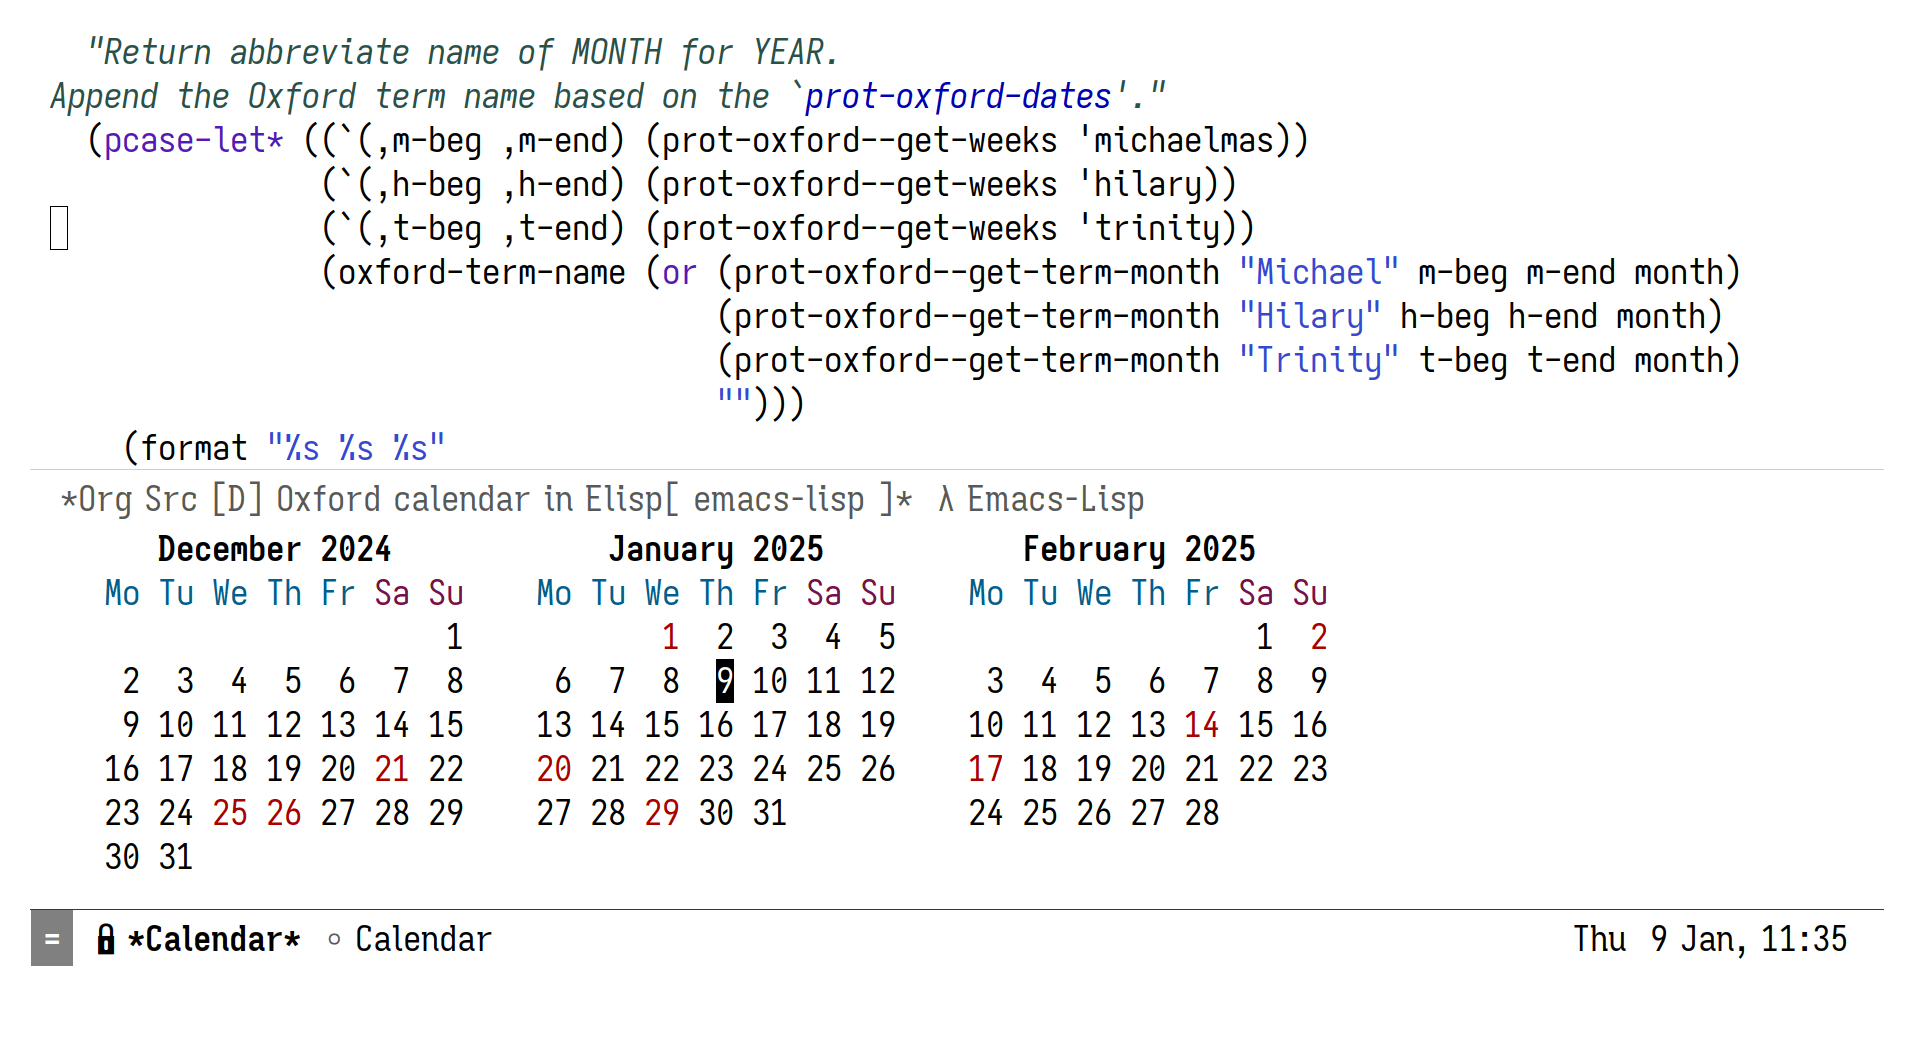 "Return abbreviate name of MONTH for YEAR.
Append the Oxford term name based on the `prot-oxford-dates'."
(pcase-let* ((`(,m-beg ,m-end) (prot-oxford--get-weeks 'michaelmas))
(`(,h-beg ,h-end) (prot-oxford--get-weeks 'hilary))
(`(,t-beg ,t-end) (prot-oxford--get-weeks 'trinity))
(oxford-term-name (or (prot-oxford--get-term-month "Michael" m-beg m-end month)
(prot-oxford--get-term-month "Hilary" h-beg h-end month)
(prot-oxford--get-term-month "Trinity" t-beg t-end month)
"")))
(format "%s %s %s"
*Org Src [D] Oxford calendar in Elisp[ emacs-lisp ]* λ Emacs-Lisp
December 2024 January 2025 February 2025
Mo Tu We Th Fr Sa Su Mo Tu We Th Fr Sa Su Mo Tu We Th Fr Sa Su
1 1 2 3 4 5 1 2
2 3 4 5 6 7 8 6 7 8 9 10 11 12 3 4 5 6 7 8 9
9 10 11 12 13 14 15 13 14 15 16 17 18 19 10 11 12 13 14 15 16
16 17 18 19 20 21 22 20 21 22 23 24 25 26 17 18 19 20 21 22 23
23 24 25 26 27 28 29 27 28 29 30 31 24 25 26 27 28
30 31
= *Calendar* ○ Calendar Thu 9 Jan, 11:35